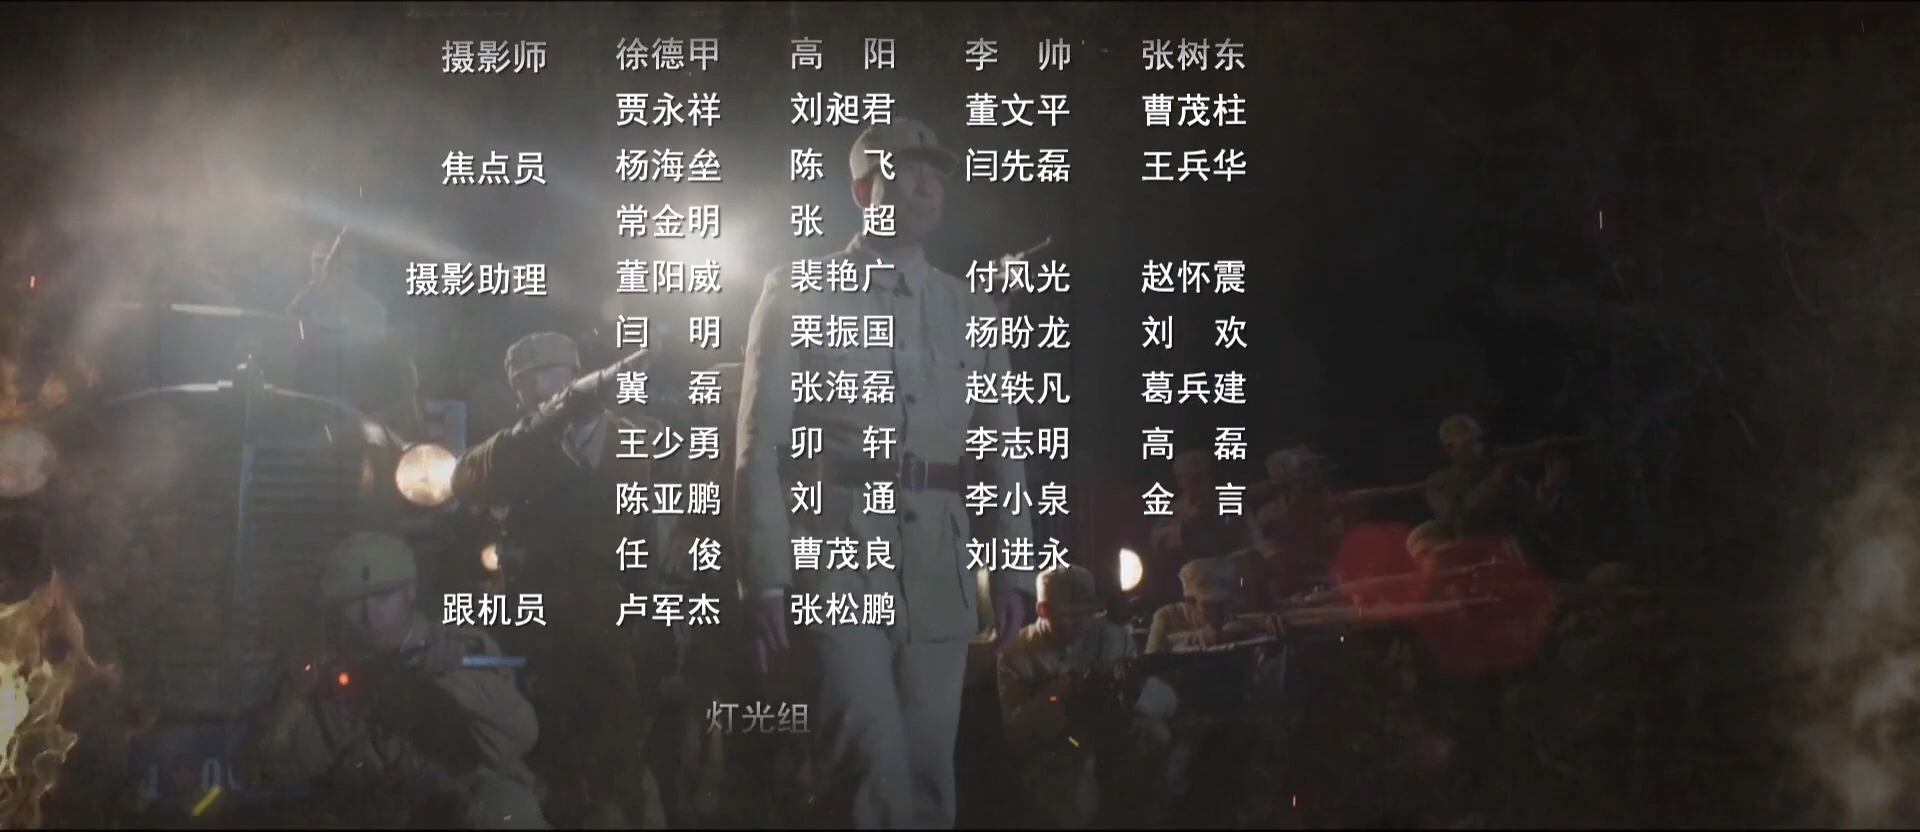 摄影师 徐德甲 高 阳 李 帅 张树东
贾永祥 刘昶君 董文平 曹茂柱
焦点员 杨海垒 陈 飞 闫先磊 王兵华
常金明 张 超
摄影助理 董阳威 裴艳广 付风光 赵怀震
闫 明 栗振国 杨盼龙 刘 欢
冀 磊 张海磊 赵轶凡 葛兵建
王少勇 卯 轩 李志明 高 磊
陈亚鹏 刘 通 李小泉 金 言
任 俊 曹茂良 刘进永
跟机员 卢军杰 张松鹏
灯光组